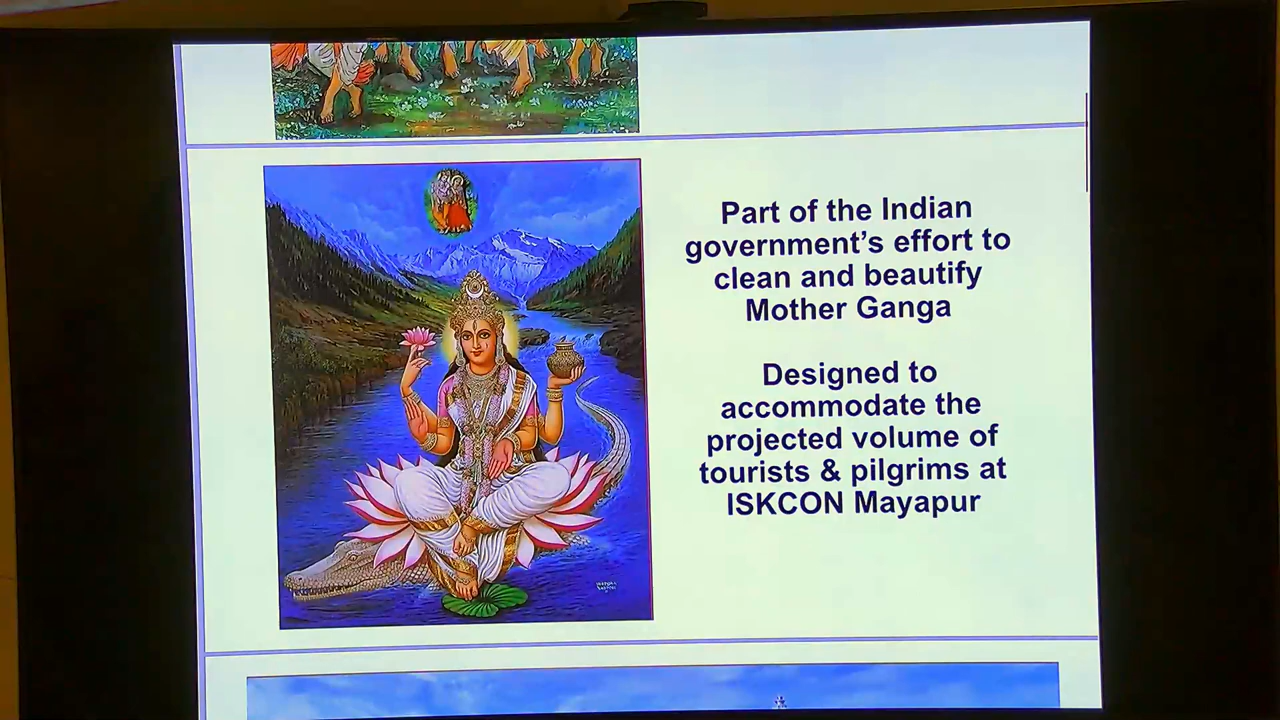 Part of the Indian
government's effort to
clean and beautify
Mother Ganga
Designed to
accommodate the
projected volume of
tourists & pilgrims at
ISKCON Mayapur